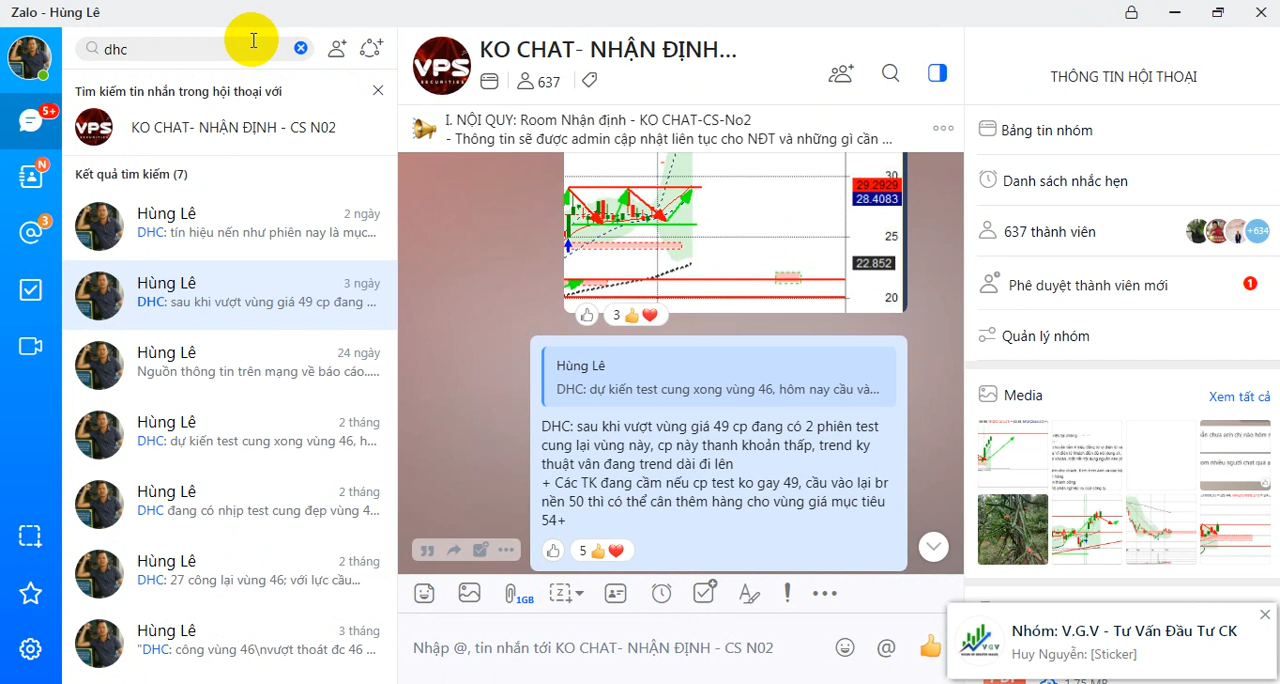 Zalo - Hùng Lê
dhc
5+
N
3
Tìm kiếm tin nhắn trong hội thoại với
VPS
KO CHAT- NHẬN ĐỊNH - CS N02
Kết quả tìm kiếm (7)
Hùng Lê
2 ngày
DHC: tín hiệu nến như phiên nay là mục...
Hùng Lê
3 ngày
DHC: sau khi vượt vùng giá 49 cp đang ...
Hùng Lê
24 ngày
Nguồn thông tin trên mạng về báo cáo....
Hùng Lê
2 tháng
DHC: dự kiến test cung xong vùng 46, h...
Hùng Lê
2 tháng
DHC đang có nhịp test cung đẹp vùng 4...
Hùng Lê
2 tháng
DHC: 27 công lại vùng 46; với lực cầu...
Hùng Lê
3 tháng
"DHC: công vùng 46\nvượt thoát đc 46 ...
VPS
SECURITIES
KO CHAT- NHẬN ĐỊNH...
637
I. NỘI QUY: Room Nhận định - KO CHAT-CS-No2
- Thông tin sẽ được admin cập nhật liên tục cho NĐT và những gì cần ...
30
29.2929
28.4083
25
22.852
20
3
Hùng Lê
DHC: dự kiến test cung xong vùng 46, hôm nay cầu và...
DHC: sau khi vượt vùng giá 49 cp đang có 2 phiên test
cung lại vùng này, cp này thanh khoản thấp, trend ky
thuật vân đang trend dài đi lên
+ Các TK đang cầm nếu cp test ko gay 49, cầu vào lại br
nền 50 thì có thể cân thêm hàng cho vùng giá mục tiêu
54+
5
1GB
Nhập @, tin nhắn tới KO CHAT- NHẬN ĐỊNH - CS N02
THÔNG TIN HỘI THOẠI
Bảng tin nhóm
Danh sách nhắc hẹn
637 thành viên
+634
Phê duyệt thành viên mới
1
Quản lý nhóm
Media
Xem tất cả
Nhóm: V.G.V - Tư Vấn Đầu Tư CK
Huy Nguyễn: [Sticker]
V.G.V
1.75 MB